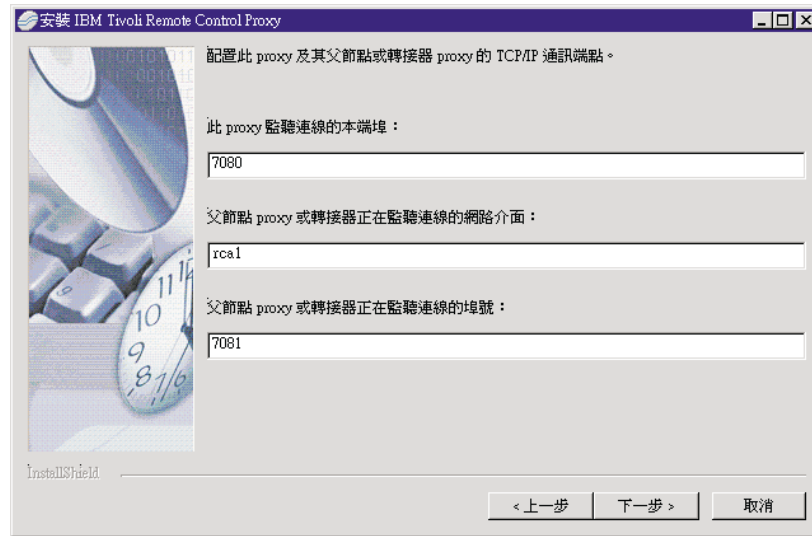 安裝 IBM Tivoli Remote Control Proxy
配置此 proxy 及其父節點或轉接器 proxy 的 TCP/IP 通訊端點。
此 proxy 監聽連線的本端埠：
7080
父節點 proxy 或轉接器正在監聽連線的網路介面：
rca1
父節點 proxy 或轉接器正在監聽連線的埠號：
7081
InstallShield
< 上一步 下一步 > 取消